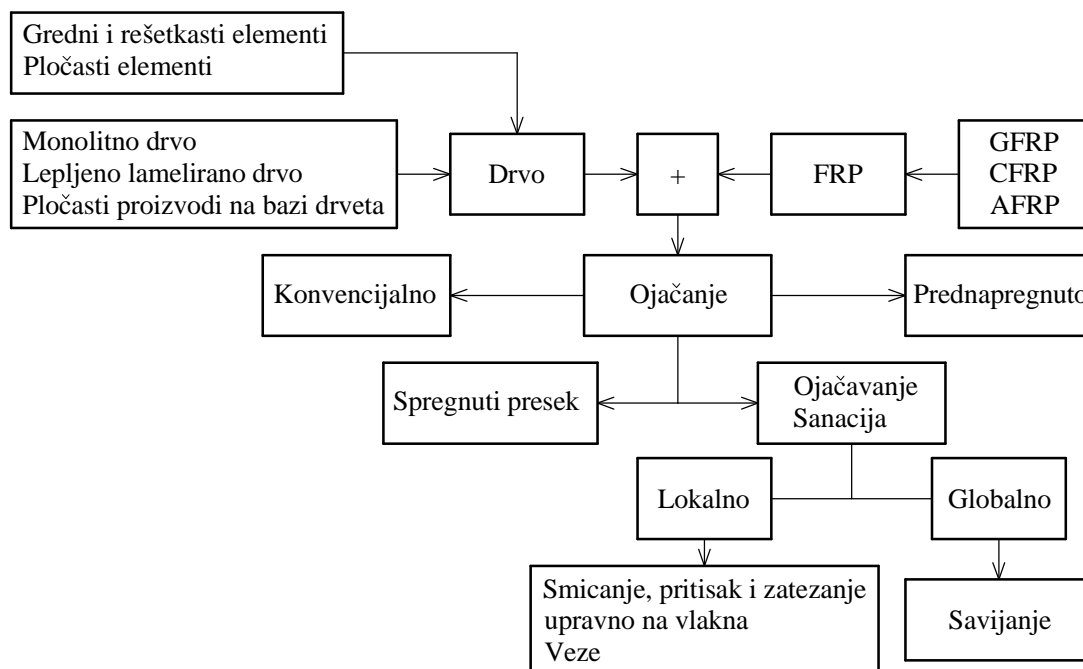 Gredni i rešetkasti elementi
Pločasti elementi
Monolitno drvo
Lepljeno lamelirano drvo
Pločasti proizvodi na bazi drveta
Drvo
+
FRP
GFRP
CFRP
AFRP
Konvencijalno
Ojačanje
Prednapregnuto
Spregnuti presek
Ojačavanje
Sanacija
Lokalno
Globalno
Smicanje, pritisak i zatezanje
upravno na vlakna
Veze
Savijanje